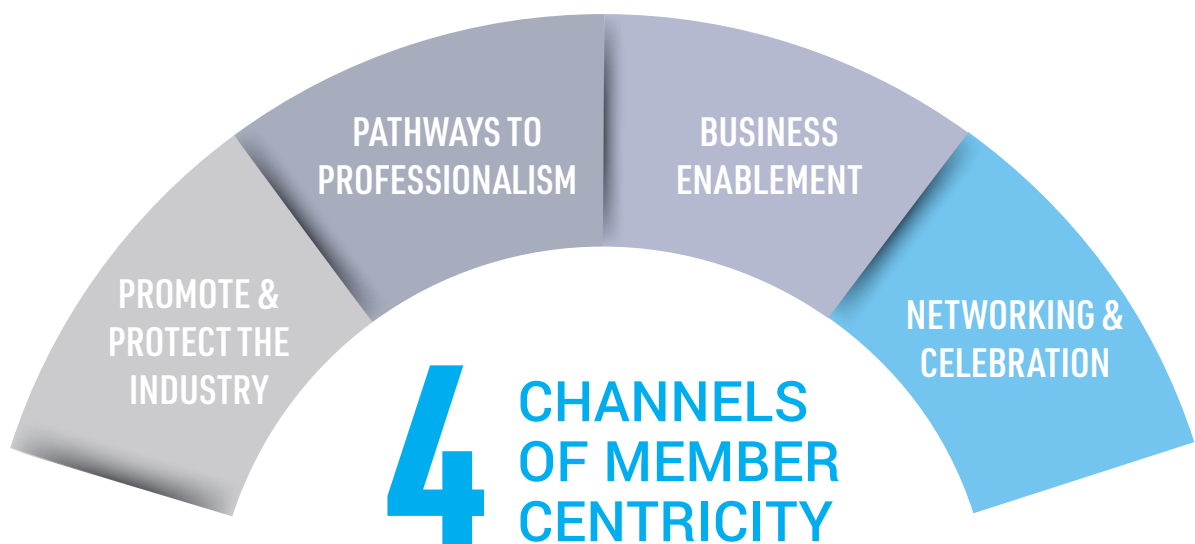 PROMOTE &
PROTECT THE
INDUSTRY
PATHWAYS TO
PROFESSIONALISM
BUSINESS
ENABLEMENT
NETWORKING &
CELEBRATION
4
CHANNELS
OF MEMBER
CENTRICITY